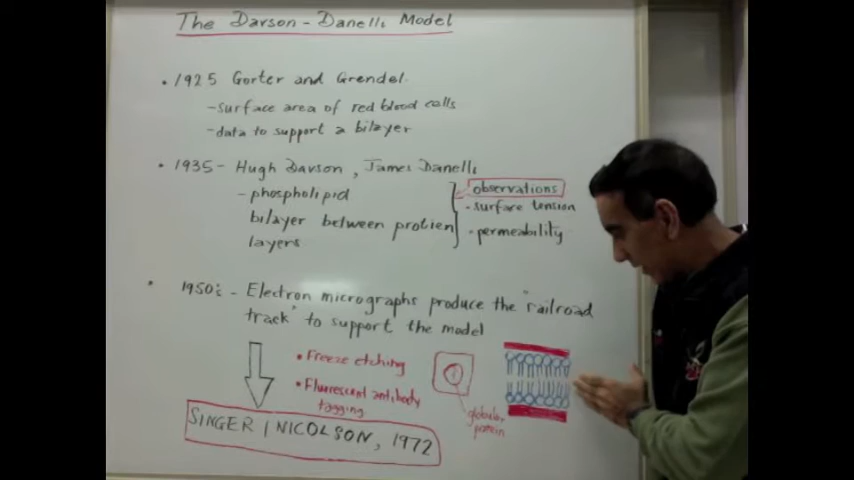 The Davson-Danelli Model
• 1925 Gorter and Grendel.
-surface area of red blood cells
-data to support a bilayer
• 1935- Hugh Davson, James Danelli
-phospholipid
bilayer between protien
layers
observations
-surface tension
-permeability
• 1950's - Electron micrographs produce the "railroad
track" to support the model
• Freeze etching
• Flurescent antibody
tagging
globular
protein
SINGER / NICOLSON, 1972